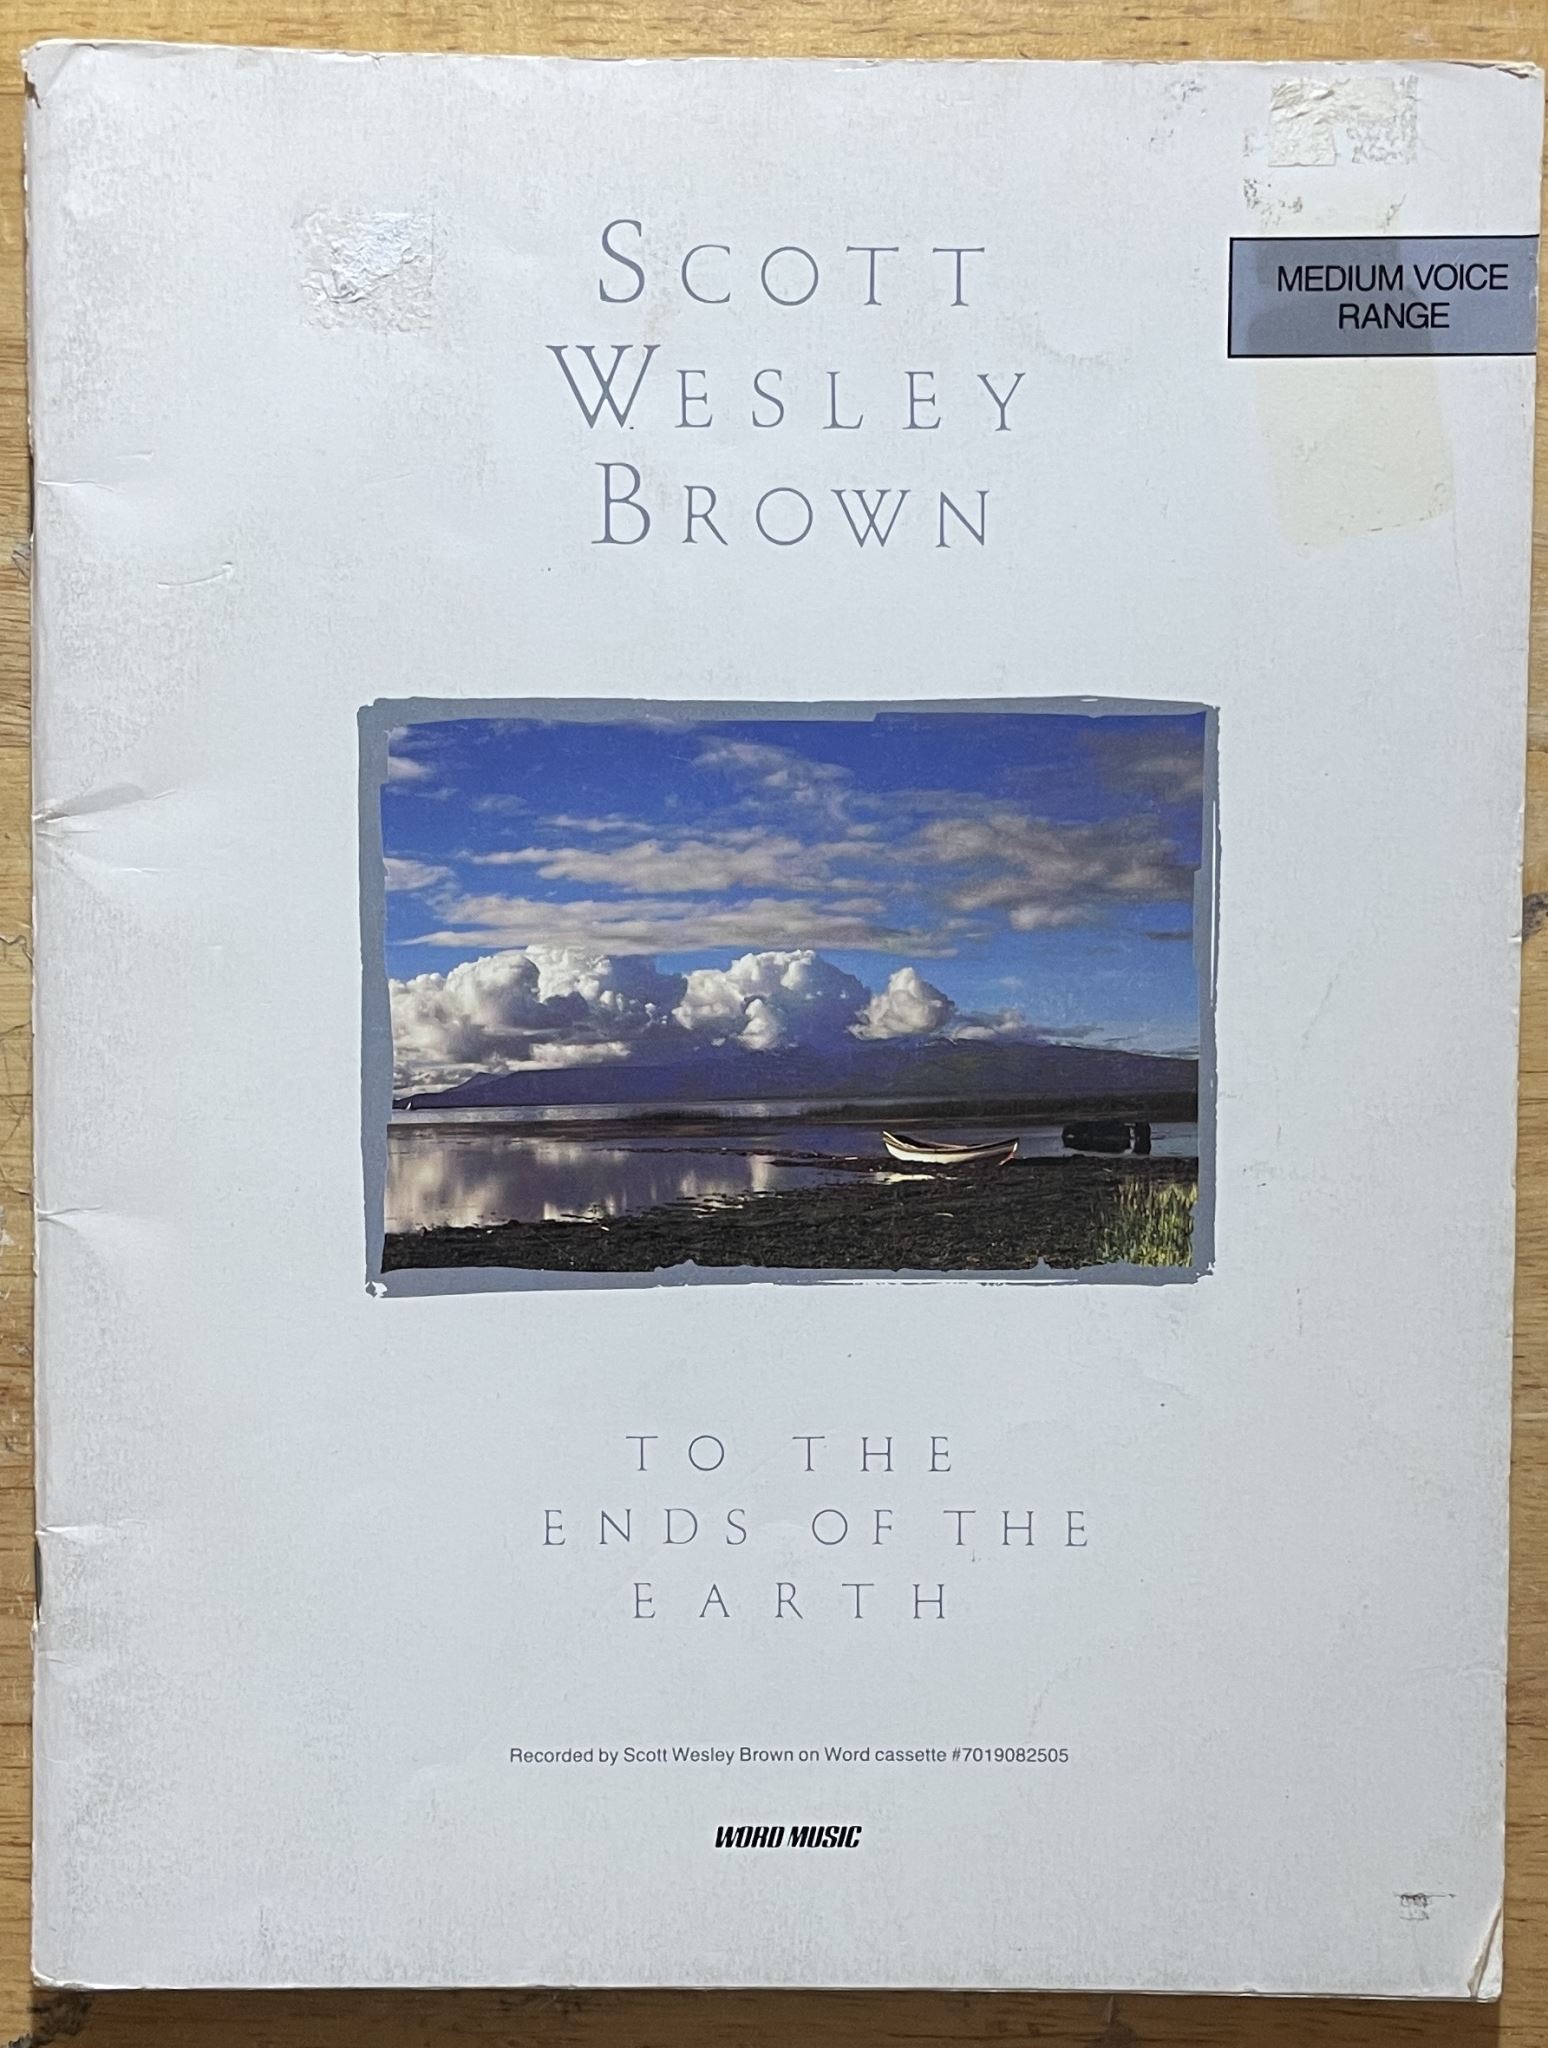 SCOTT
WESLEY
BROWN
MEDIUM VOICE
RANGE
TO THE
ENDS OF THE
EARTH
Recorded by Scott Wesley Brown on Word cassette #7019082505
WORD MUSIC